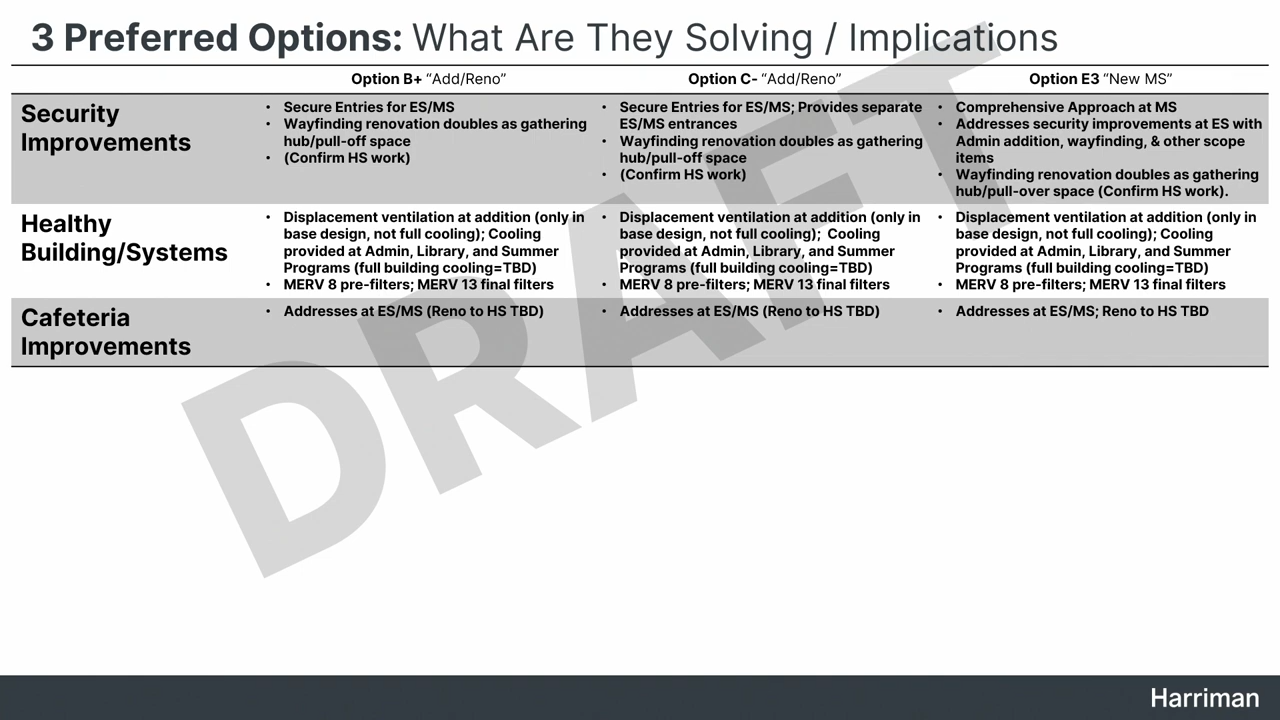 3 Preferred Options: What Are They Solving / Implications
Option B+ “Add/Reno”
Option C- “Add/Reno”
Option E3 “New MS”
Security
Improvements
• Secure Entries for ES/MS
• Wayfinding renovation doubles as gathering
hub/pull-off space
• (Confirm HS work)
• Secure Entries for ES/MS; Provides separate
ES/MS entrances
• Wayfinding renovation doubles as gathering
hub/pull-off space
• (Confirm HS work)
• Comprehensive Approach at MS
• Addresses security improvements at ES with
Admin addition, wayfinding, & other scope
items
• Wayfinding renovation doubles as gathering
hub/pull-over space (Confirm HS work).
Healthy
Building/Systems
• Displacement ventilation at addition (only in
base design, not full cooling); Cooling
provided at Admin, Library, and Summer
Programs (full building cooling=TBD)
• MERV 8 pre-filters; MERV 13 final filters
• Displacement ventilation at addition (only in
base design, not full cooling); Cooling
provided at Admin, Library, and Summer
Programs (full building cooling=TBD)
• MERV 8 pre-filters; MERV 13 final filters
• Displacement ventilation at addition (only in
base design, not full cooling); Cooling
provided at Admin, Library, and Summer
Programs (full building cooling=TBD)
• MERV 8 pre-filters; MERV 13 final filters
Cafeteria
Improvements
• Addresses at ES/MS (Reno to HS TBD)
• Addresses at ES/MS (Reno to HS TBD)
• Addresses at ES/MS; Reno to HS TBD
DRAFT
Harriman